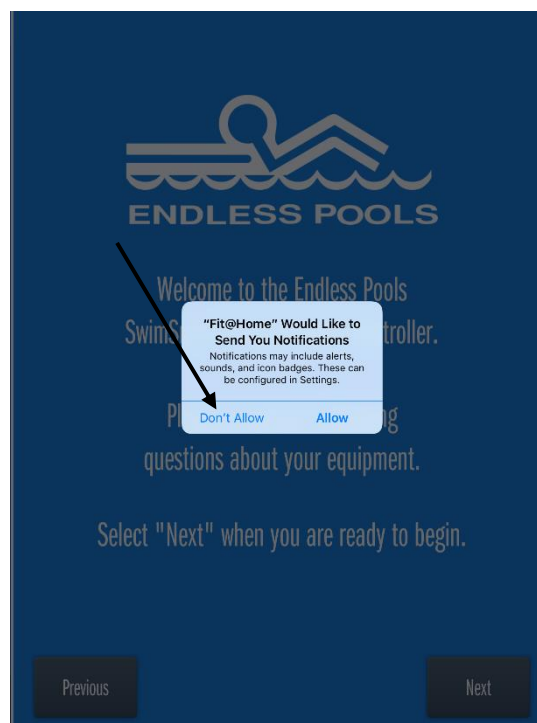 ENDLESS POOLS
Welcome to the Endless Pools
Swim troller.
"Fit@Home" Would Like to
Send You Notifications
Notifications may include alerts,
sounds, and icon badges. These can
be configured in Settings.
Don't Allow Allow
questions about your equipment.
Select "Next" when you are ready to begin.
Previous Next